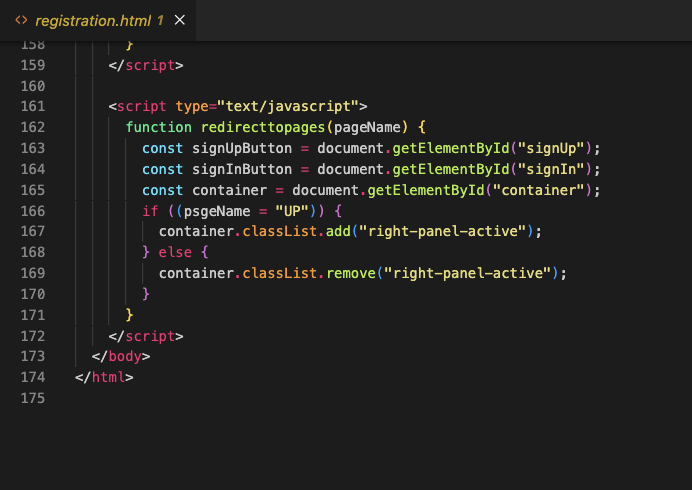 <> registration.html 1 ×
158 }
159 </script>
160
161 <script type="text/javascript">
162 function redirecttopages(pageName) {
163 const signUpButton = document.getElementById("signUp");
164 const signInButton = document.getElementById("signIn");
165 const container = document.getElementById("container");
166 if ((psgeName = "UP")) {
167 container.classList.add("right-panel-active");
168 } else {
169 container.classList.remove("right-panel-active");
170 }
171 }
172 </script>
173 </body>
174 </html>
175